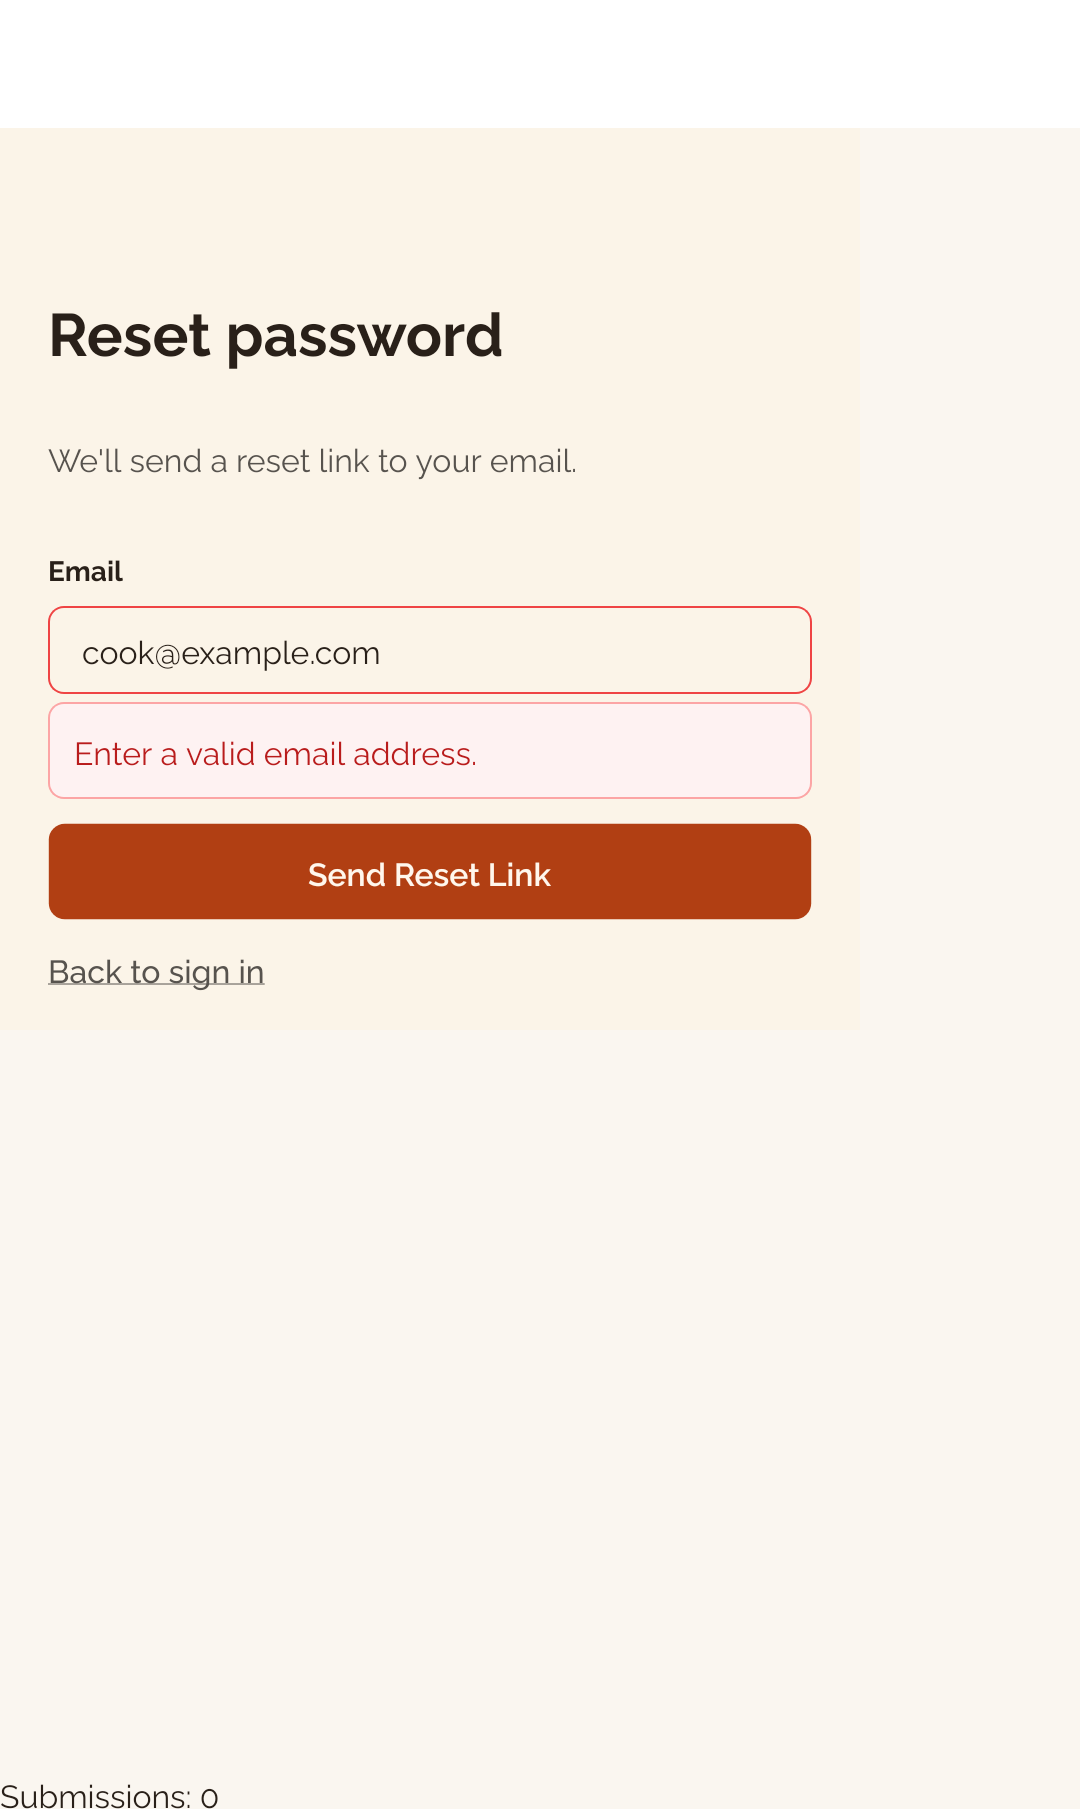 Reset password
We'll send a reset link to your email.
Email
cook@example.com
Enter a valid email address.
Send Reset Link
Back to sign in
Submissions: 0